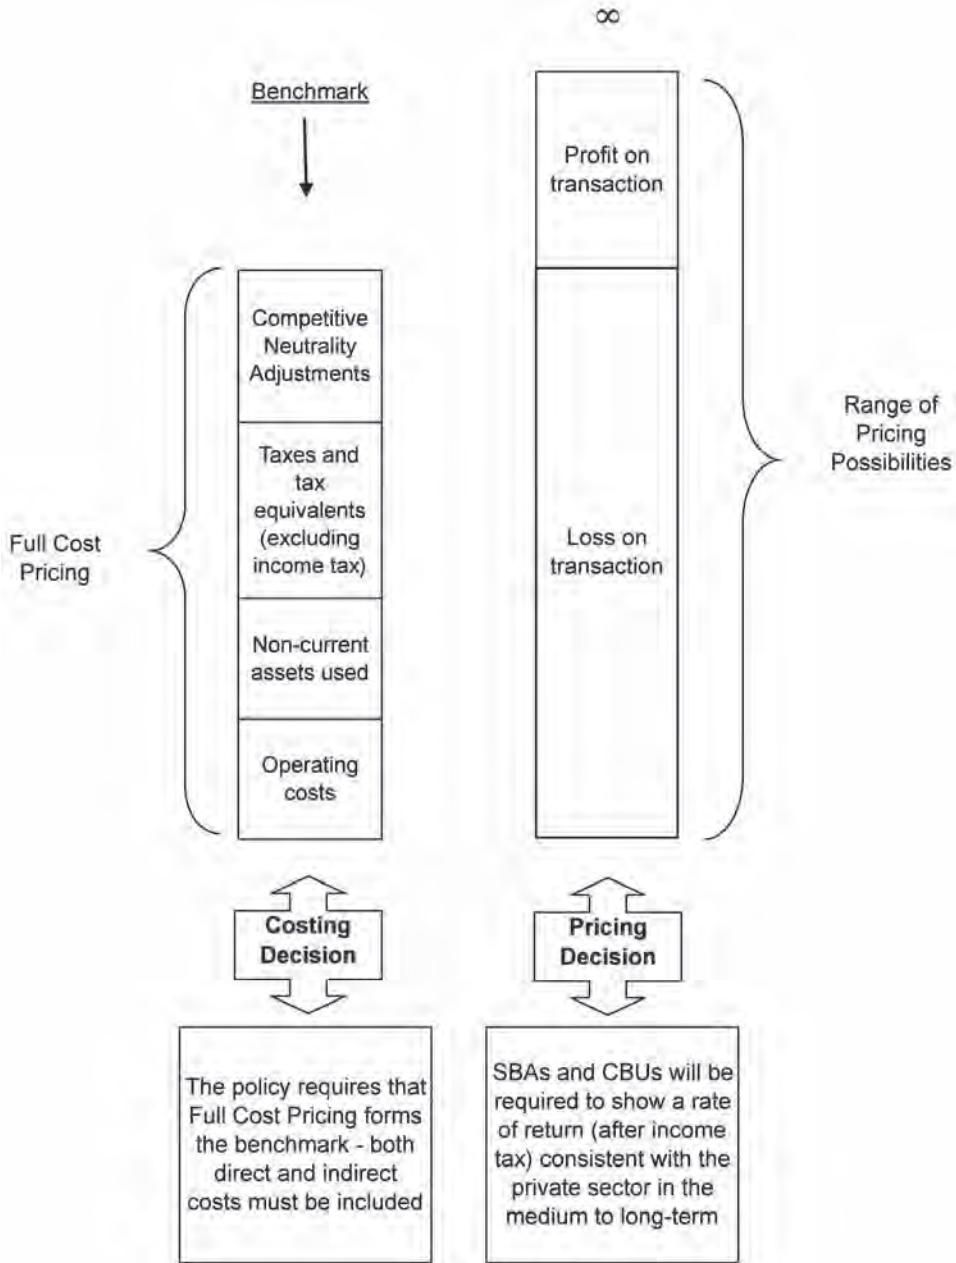 ∞
Benchmark
Profit on
transaction
Competitive
Neutrality
Adjustments
Taxes and
tax
equivalents
(excluding
income tax)
Non-current
assets used
Operating
costs
Full Cost
Pricing
Loss on
transaction
Range of
Pricing
Possibilities
Costing
Decision
Pricing
Decision
The policy requires that
Full Cost Pricing forms
the benchmark - both
direct and indirect
costs must be included
SBAs and CBUs will be
required to show a rate
of return (after income
tax) consistent with the
private sector in the
medium to long-term